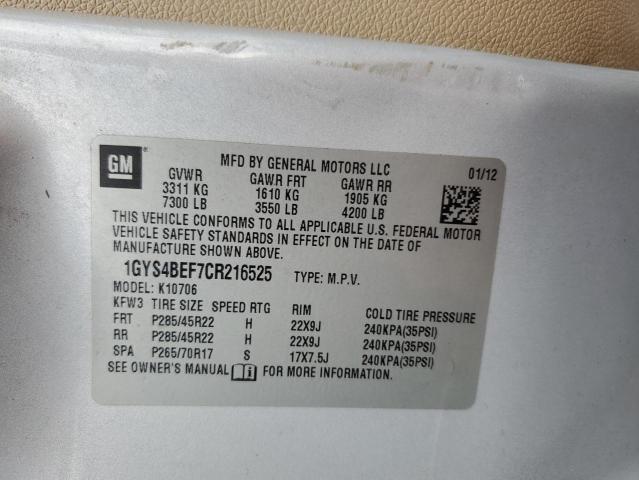 GM
MFD BY GENERAL MOTORS LLC 01/12
GVWR GAWR FRT GAWR RR
3311 KG 1610 KG 1905 KG
7300 LB 3550 LB 4200 LB
THIS VEHICLE CONFORMS TO ALL APPLICABLE U.S. FEDERAL MOTOR
VEHICLE SAFETY STANDARDS IN EFFECT ON THE DATE OF
MANUFACTURE SHOWN ABOVE.
1GYS4BEF7CR216525 TYPE: M.P.V.
MODEL: K10706
KFW3 TIRE SIZE SPEED RTG RIM COLD TIRE PRESSURE
FRT P285/45R22 H 22X9J 240KPA(35PSI)
RR P285/45R22 H 22X9J 240KPA(35PSI)
SPA P265/70R17 S 17X7.5J 240KPA(35PSI)
SEE OWNER'S MANUAL FOR MORE INFORMATION.